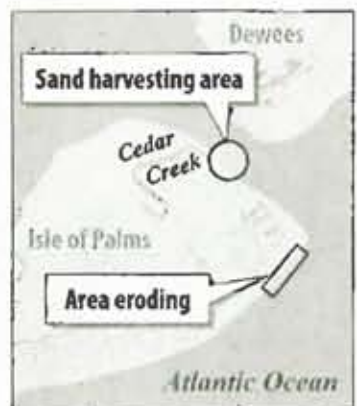 Dewees
Sand harvesting area
Cedar
Creek
Isle of Palms
Area eroding
Atlantic Ocean